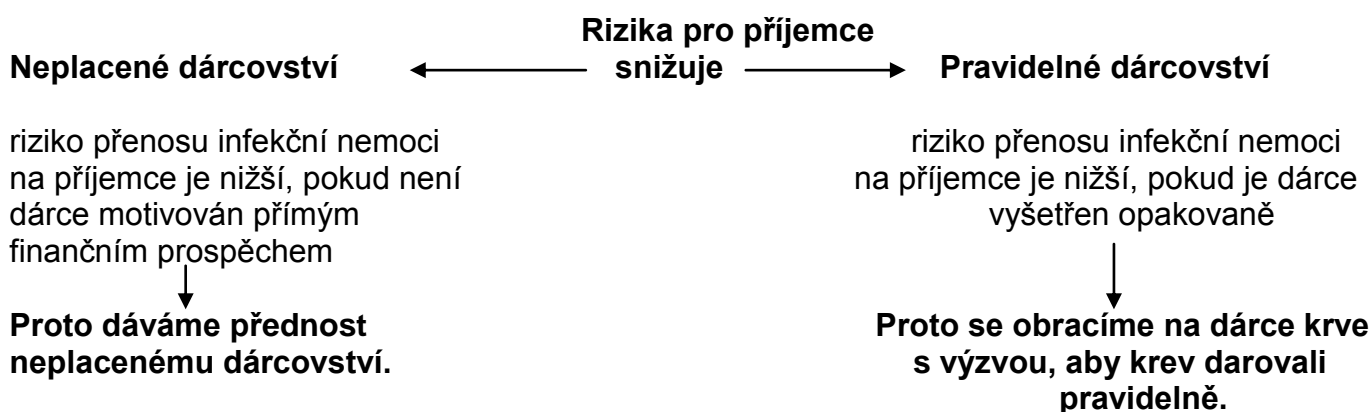 Rizika pro příjemce
Neplacené dárcovství snižuje Pravidelné dárcovství
riziko přenosu infekční nemoci
na příjemce je nižší, pokud není
dárce motivován přímým
finančním prospěchem
Proto dáváme přednost
neplacenému dárcovství.
riziko přenosu infekční nemoci
na příjemce je nižší, pokud je dárce
vyšetřen opakovaně
Proto se obracíme na dárce krve
s výzvou, aby krev darovali
pravidelně.